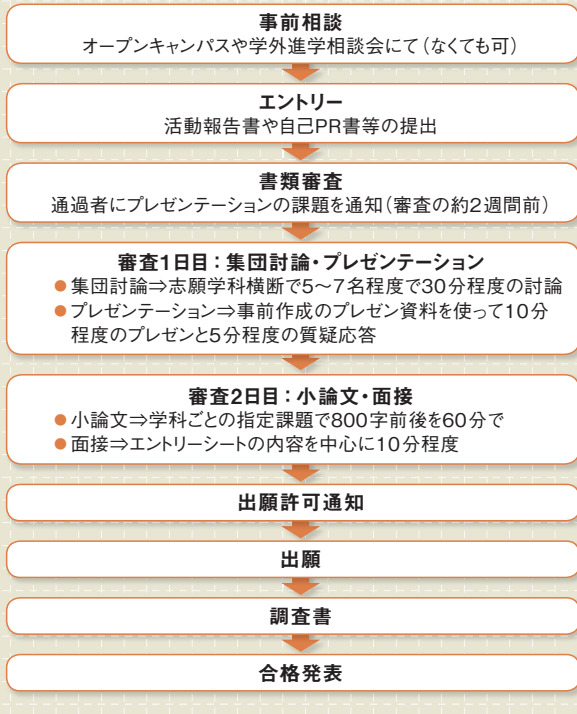 事前相談
オープンキャンパスや学外進学相談会にて（なくても可）
エントリー
活動報告書や自己PR書等の提出
書類審査
通過者にプレゼンテーションの課題を通知（審査の約2週間前）
審査1日目：集団討論・プレゼンテーション
●集団討論⇒志願学科横断で5～7名程度で30分程度の討論
●プレゼンテーション⇒事前作成のプレゼン資料を使って10分
程度のプレゼンと5分程度の質疑応答
審査2日目：小論文・面接
●小論文⇒学科ごとの指定課題で800字前後を60分で
●面接⇒エントリーシートの内容を中心に10分程度
出願許可通知
出願
調査書
合格発表